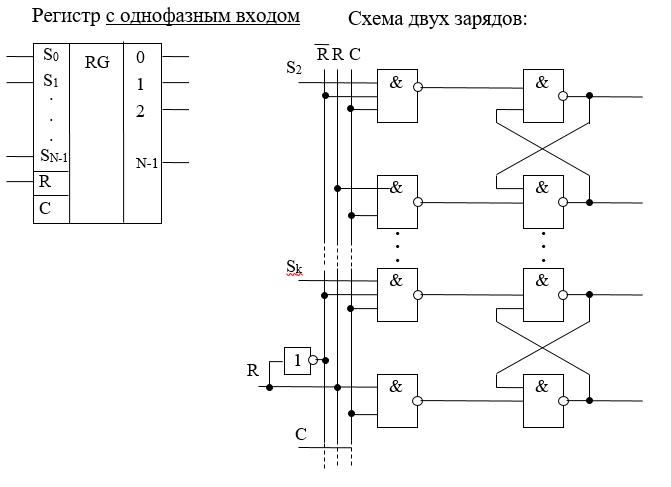 Регистр с однофазным входом
Схема двух зарядов:
S0 RG 0
S1 1
. 2
.
.
SN-1 N-1
R
C
R R C
S2 & &
& &
. . .
. . .
Sk & &
1
R & &
C